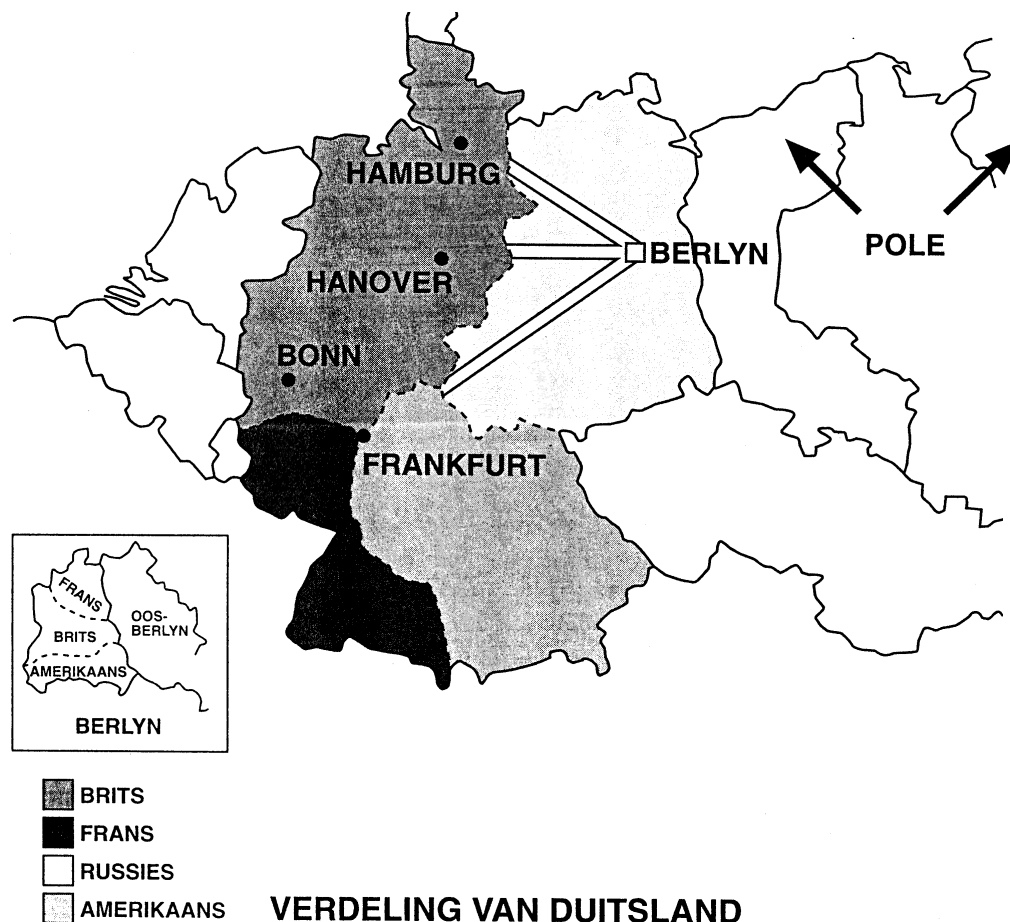 HAMBURG
POLE
BERLYN
HANOVER
BONN
FRANKFURT
FRANS
OOS-
BERLYN
BRITS
AMERIKAANS
BERLYN
BRITS
FRANS
RUSSIES
AMERIKAANS
VERDELING VAN DUITSLAND